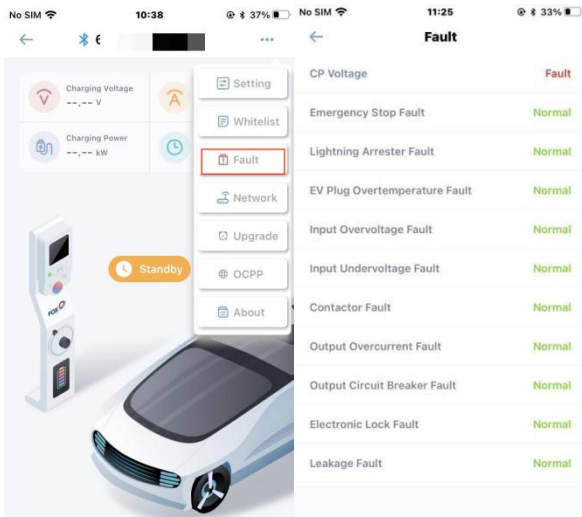 No SIM 10:38 37%
6
Charging Voltage
--.-- V
Charging Power
--.-- kW
Setting
Whitelist
Fault
Network
Upgrade
OCPP
About
Standby
FOX
No SIM 11:25 33%
Fault
CP Voltage Fault
Emergency Stop Fault Normal
Lightning Arrester Fault Normal
EV Plug Overtemperature Fault Normal
Input Overvoltage Fault Normal
Input Undervoltage Fault Normal
Contactor Fault Normal
Output Overcurrent Fault Normal
Output Circuit Breaker Fault Normal
Electronic Lock Fault Normal
Leakage Fault Normal